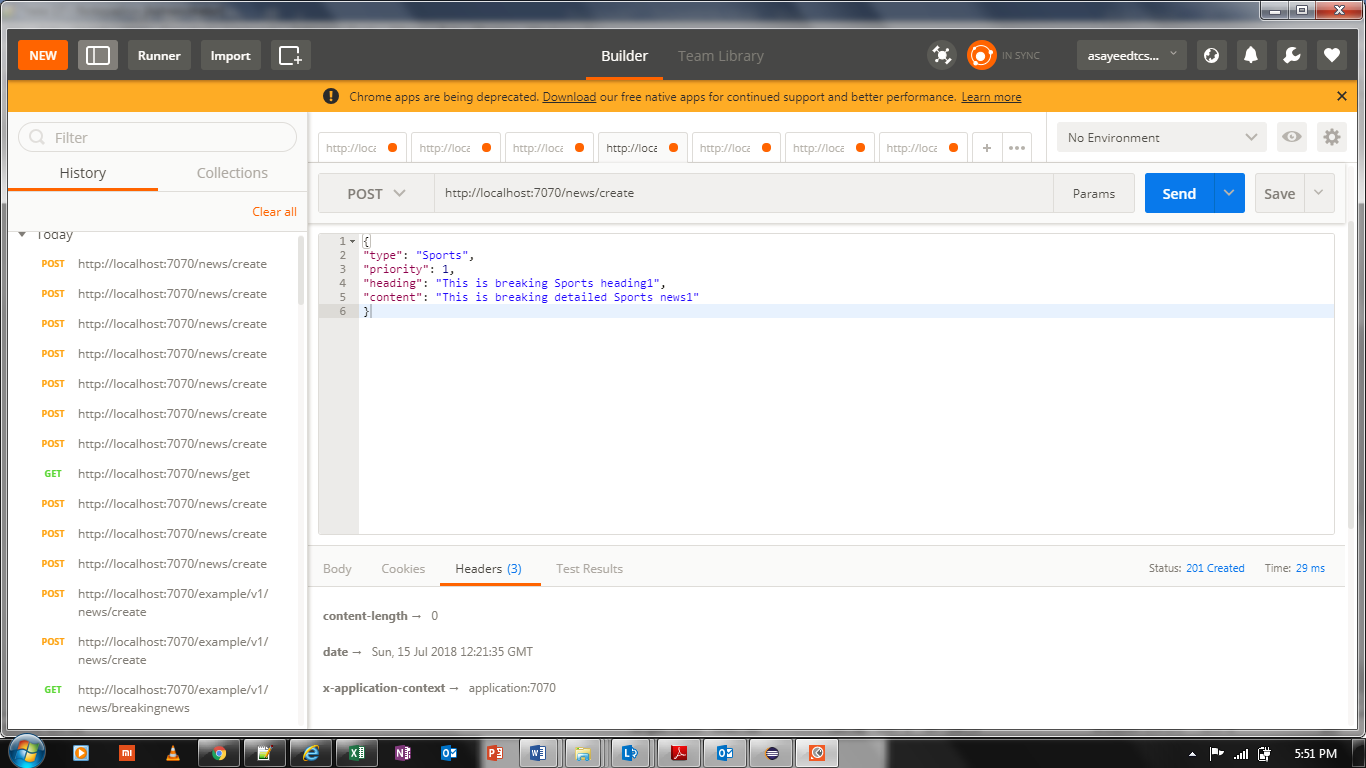 NEW Runner Import Builder Team Library IN SYNC asayeedtcs...
! Chrome apps are being deprecated. Download our free native apps for continued support and better performance. Learn more
Filter
History Collections
Clear all
Today
POST http://localhost:7070/news/create
POST http://localhost:7070/news/create
POST http://localhost:7070/news/create
POST http://localhost:7070/news/create
POST http://localhost:7070/news/create
POST http://localhost:7070/news/create
POST http://localhost:7070/news/create
GET http://localhost:7070/news/get
POST http://localhost:7070/news/create
POST http://localhost:7070/news/create
POST http://localhost:7070/news/create
POST http://localhost:7070/example/v1/
news/create
POST http://localhost:7070/example/v1/
news/create
GET http://localhost:7070/example/v1/
news/breakingnews
http://loca http://loca http://loca http://loca http://loca http://loca http://loca + ••• No Environment
POST http://localhost:7070/news/create Params Send Save
1 {
2 "type": "Sports",
3 "priority": 1,
4 "heading": "This is breaking Sports heading1",
5 "content": "This is breaking detailed Sports news1"
6 }
Body Cookies Headers (3) Test Results Status: 201 Created Time: 29 ms
content-length → 0
date → Sun, 15 Jul 2018 12:21:35 GMT
x-application-context → application:7070
5:51 PM